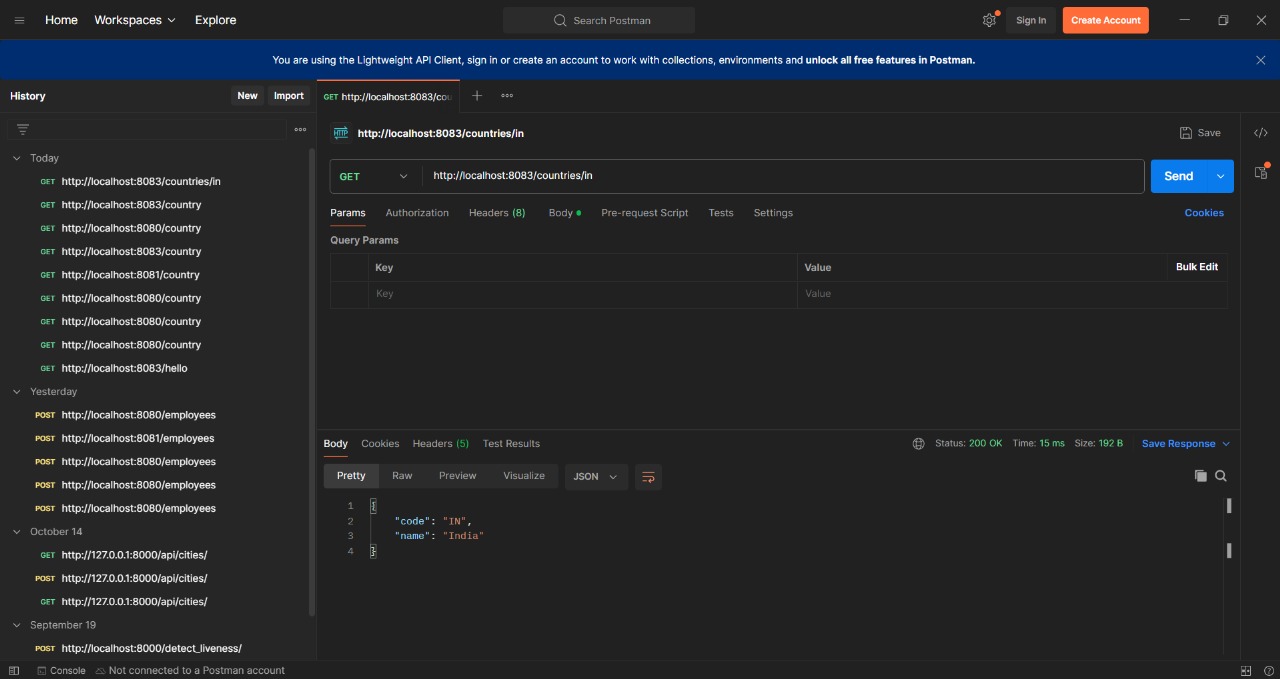 Home Workspaces Explore Search Postman Sign In Create Account
You are using the Lightweight API Client, sign in or create an account to work with collections, environments and unlock all free features in Postman.
History New Import
GET http://localhost:8083/cou
http://localhost:8083/countries/in Save
GET http://localhost:8083/countries/in Send
Params Authorization Headers (8) Body Pre-request Script Tests Settings Cookies
Query Params
Key Value Bulk Edit
Key Value
Today
GET http://localhost:8083/countries/in
GET http://localhost:8083/country
GET http://localhost:8080/country
GET http://localhost:8083/country
GET http://localhost:8081/country
GET http://localhost:8080/country
GET http://localhost:8080/country
GET http://localhost:8080/country
GET http://localhost:8083/hello
Yesterday
POST http://localhost:8080/employees
POST http://localhost:8081/employees
POST http://localhost:8080/employees
POST http://localhost:8080/employees
POST http://localhost:8080/employees
October 14
GET http://127.0.0.1:8000/api/cities/
POST http://127.0.0.1:8000/api/cities/
GET http://127.0.0.1:8000/api/cities/
September 19
POST http://localhost:8000/detect_liveness/
Body Cookies Headers (5) Test Results Status: 200 OK Time: 15 ms Size: 192 B Save Response
Pretty Raw Preview Visualize JSON
1 {
2 "code": "IN",
3 "name": "India"
4 }
Console Not connected to a Postman account